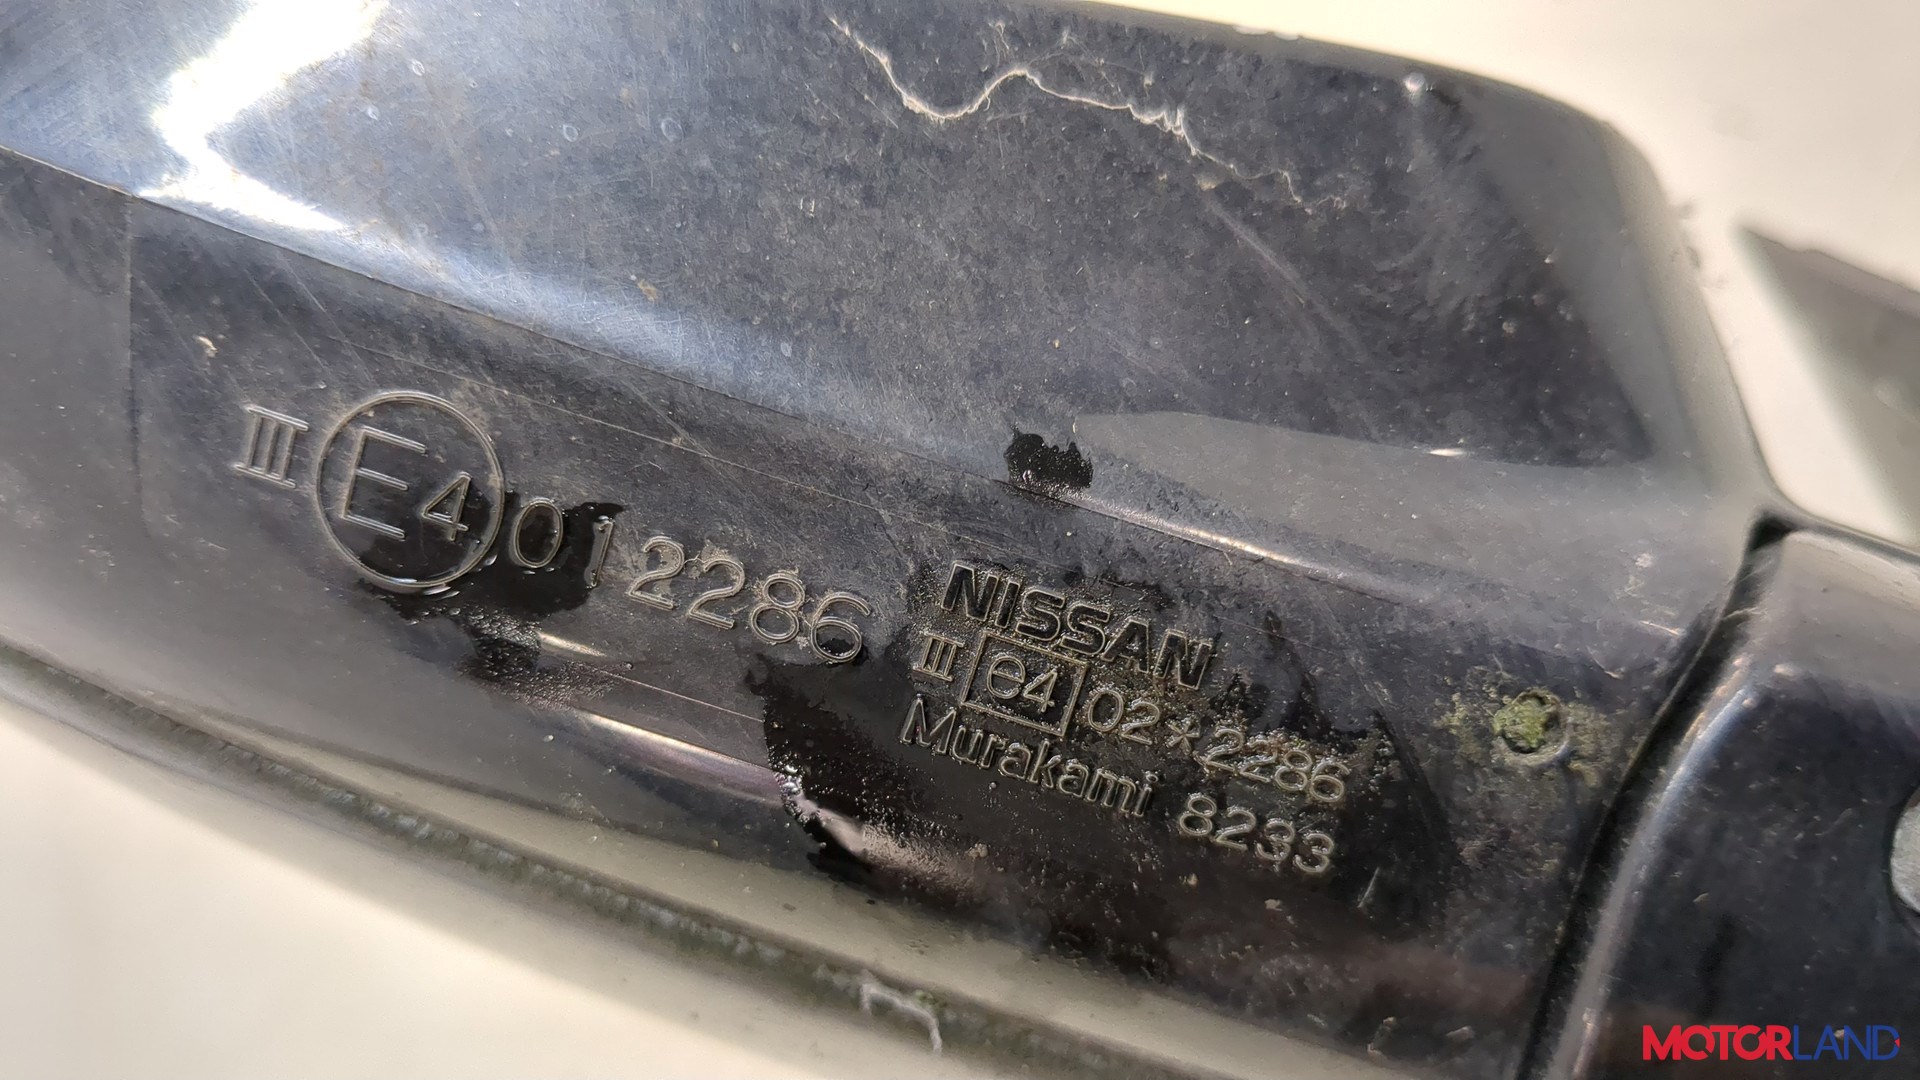 III E4 012286
NISSAN
III e4 02*2286
Murakami 8233
MOTORLAND